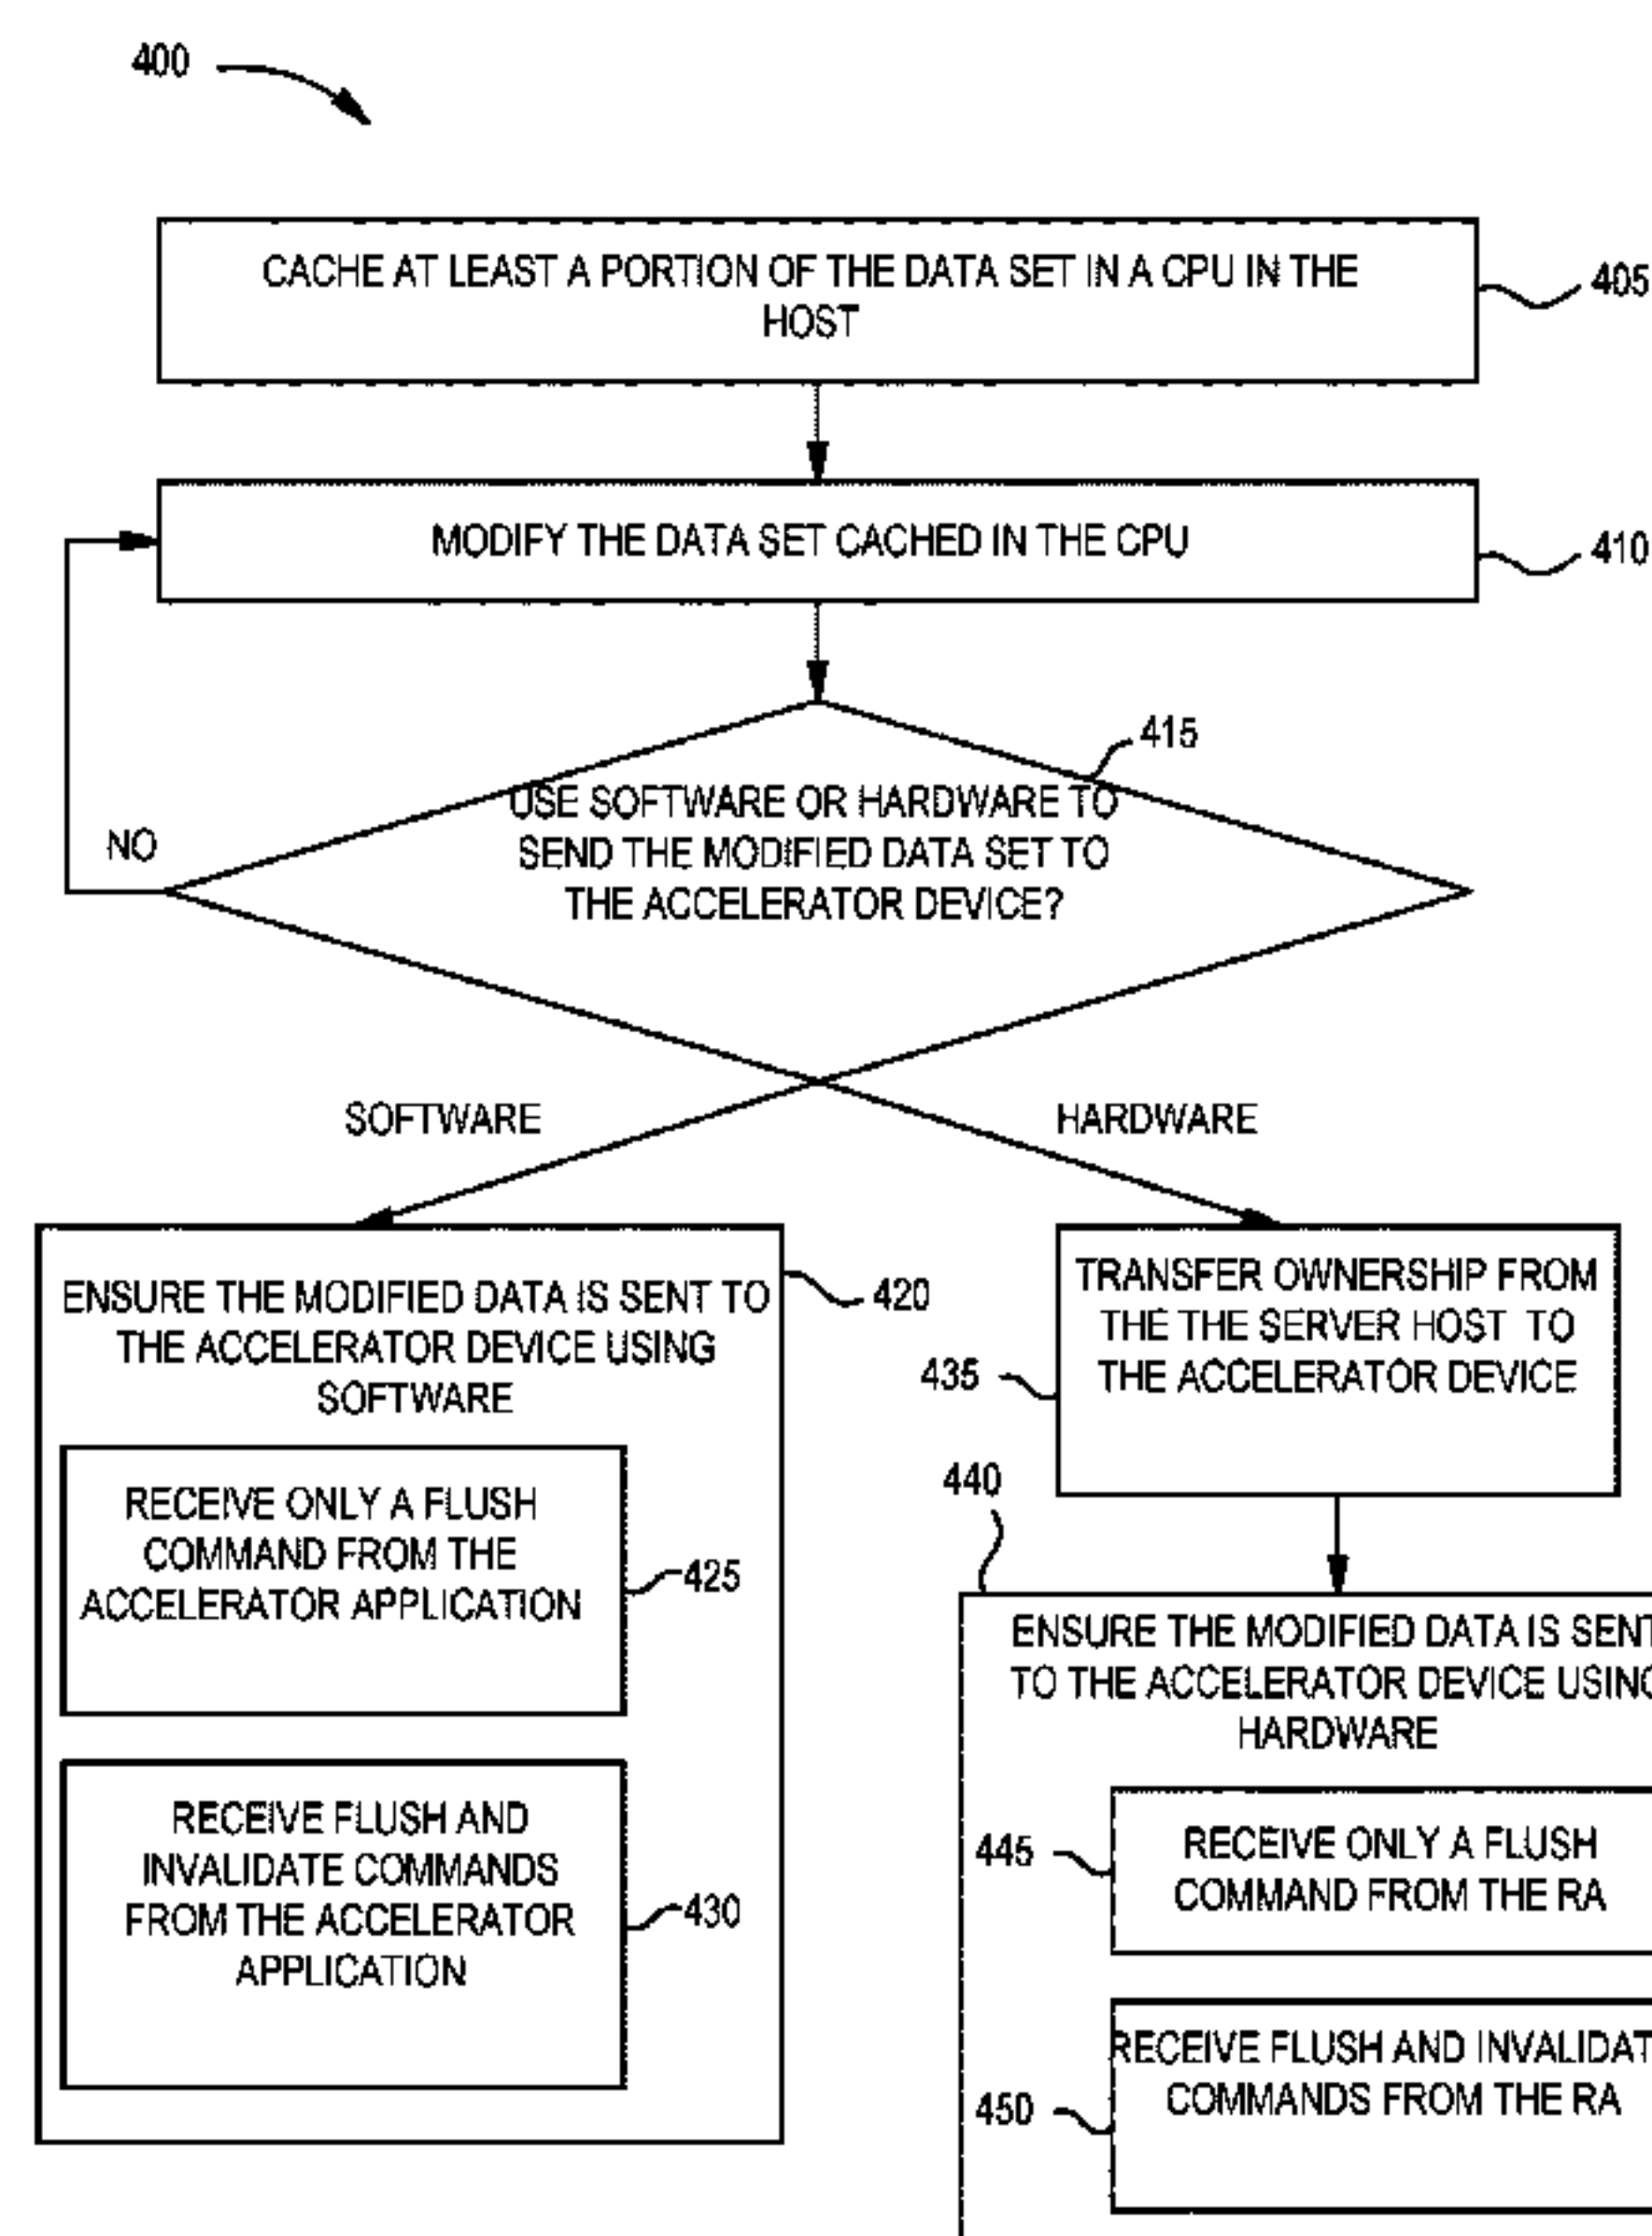 400
CACHE AT LEAST A PORTION OF THE DATA SET IN A CPU IN THE
HOST
405
MODIFY THE DATA SET CACHED IN THE CPU
410
415
USE SOFTWARE OR HARDWARE TO
SEND THE MODIFIED DATA SET TO
THE ACCELERATOR DEVICE?
NO
SOFTWARE
HARDWARE
ENSURE THE MODIFIED DATA IS SENT TO
THE ACCELERATOR DEVICE USING
SOFTWARE
420
RECEIVE ONLY A FLUSH
COMMAND FROM THE
ACCELERATOR APPLICATION
425
RECEIVE FLUSH AND
INVALIDATE COMMANDS
FROM THE ACCELERATOR
APPLICATION
430
TRANSFER OWNERSHIP FROM
THE THE SERVER HOST TO
THE ACCELERATOR DEVICE
435
440
ENSURE THE MODIFIED DATA IS SENT
TO THE ACCELERATOR DEVICE USING
HARDWARE
445
RECEIVE ONLY A FLUSH
COMMAND FROM THE RA
RECEIVE FLUSH AND INVALIDAT
COMMANDS FROM THE RA
450